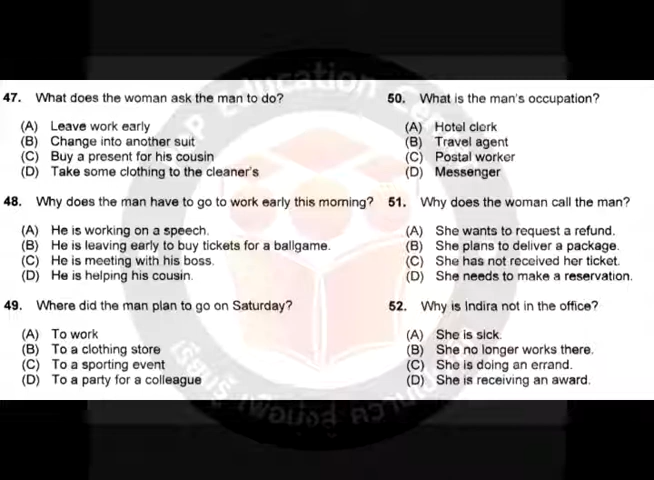 47. What does the woman ask the man to do?
(A) Leave work early
(B) Change into another suit
(C) Buy a present for his cousin
(D) Take some clothing to the cleaner's
48. Why does the man have to go to work early this morning?
(A) He is working on a speech.
(B) He is leaving early to buy tickets for a ballgame.
(C) He is meeting with his boss.
(D) He is helping his cousin.
49. Where did the man plan to go on Saturday?
(A) To work
(B) To a clothing store
(C) To a sporting event
(D) To a party for a colleague
50. What is the man's occupation?
(A) Hotel clerk
(B) Travel agent
(C) Postal worker
(D) Messenger
51. Why does the woman call the man?
(A) She wants to request a refund.
(B) She plans to deliver a package.
(C) She has not received her ticket.
(D) She needs to make a reservation.
52. Why is Indira not in the office?
(A) She is sick.
(B) She no longer works there.
(C) She is doing an errand.
(D) She is receiving an award.